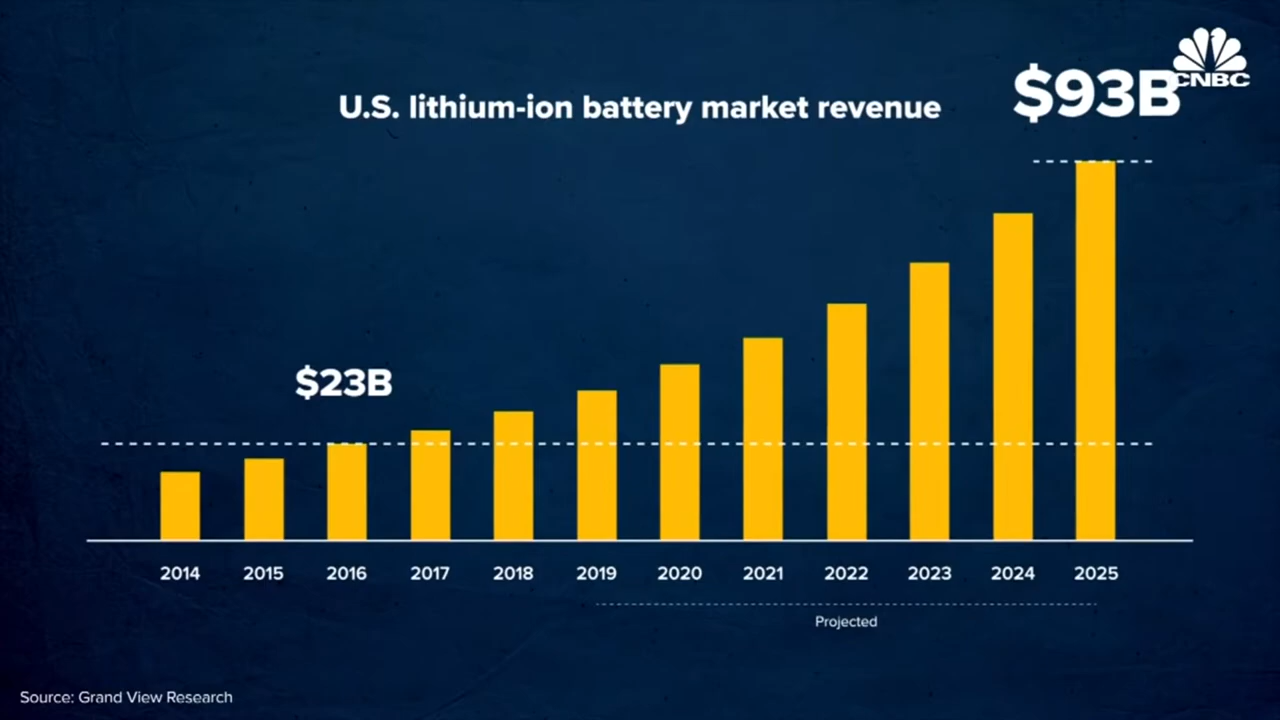 CNBC
U.S. lithium-ion battery market revenue
$93B
$23B
2014 2015 2016 2017 2018 2019 2020 2021 2022 2023 2024 2025
Projected
Source: Grand View Research